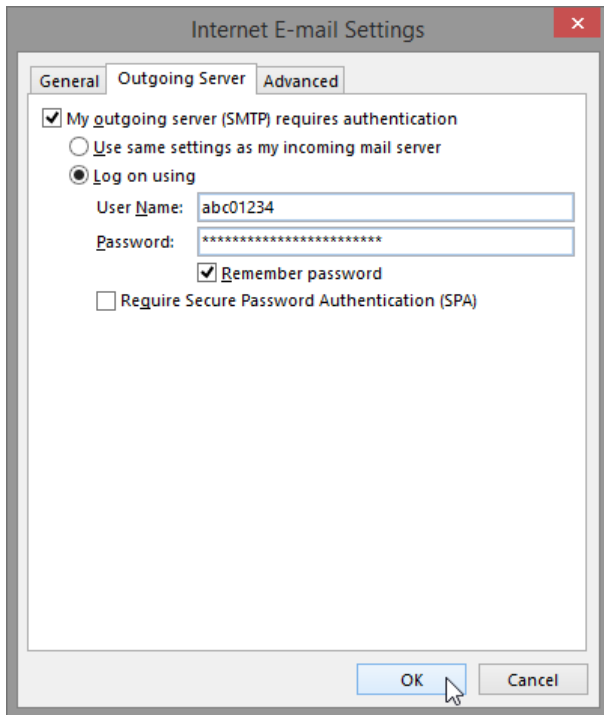 Internet E-mail Settings
General Outgoing Server Advanced
My outgoing server (SMTP) requires authentication
Use same settings as my incoming mail server
Log on using
User Name: abc01234
Password: ************************
Remember password
Require Secure Password Authentication (SPA)
OK Cancel